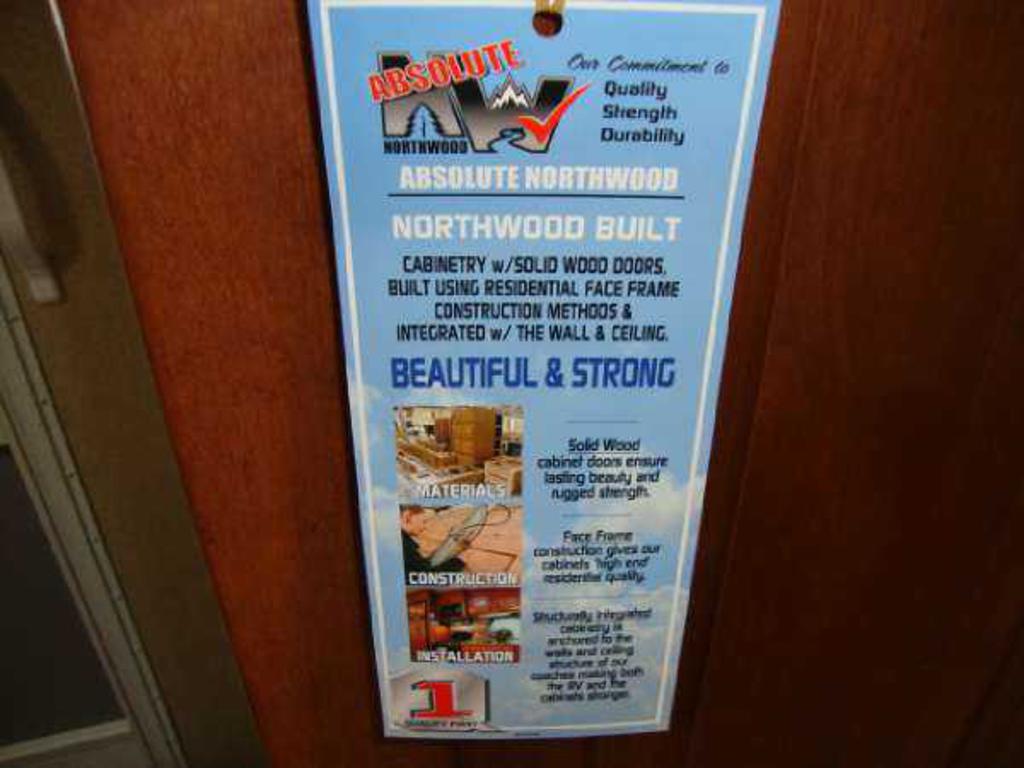 ABSOLUTE
NW
NORTHWOOD
Our Commitment to
Quality
Strength
Durability
ABSOLUTE NORTHWOOD
NORTHWOOD BUILT
CABINETRY w/SOLID WOOD DOORS,
BUILT USING RESIDENTIAL FACE FRAME
CONSTRUCTION METHODS &
INTEGRATED w/ THE WALL & CEILING.
BEAUTIFUL & STRONG
MATERIALS
Solid Wood
cabinet doors ensure
lasting beauty and
rugged strength.
CONSTRUCTION
Face Frame
construction gives our
cabinets 'high end'
residential quality.
INSTALLATION
Structurally integrated
cabinetry is
anchored to the
walls and ceiling
structure of our
coaches making both
the RV and the
cabinets stronger.
1
QUALITY FIRST